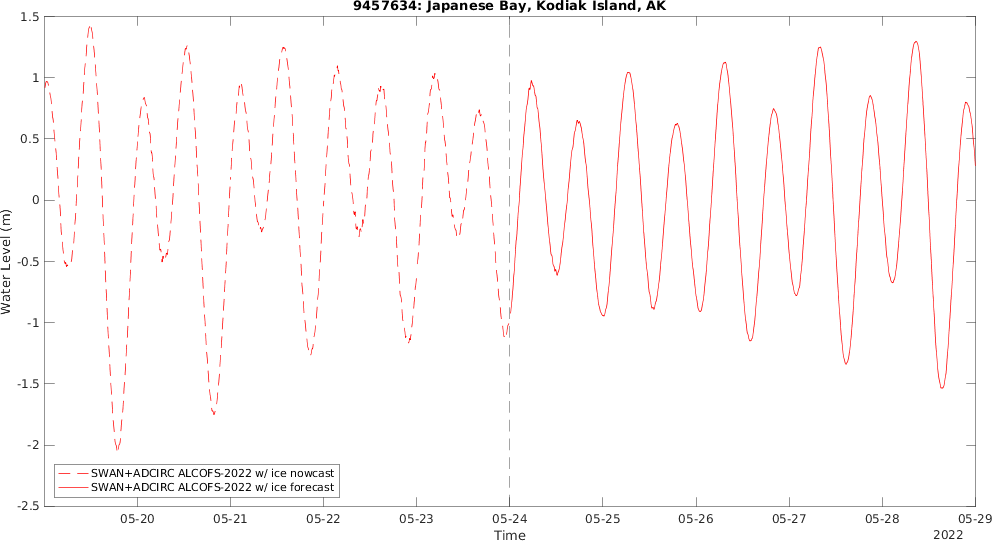 9457634: Japanese Bay, Kodiak Island, AK
Water Level (m)
1.5
1
0.5
0
-0.5
-1
-1.5
-2
-2.5
SWAN+ADCIRC ALCOFS-2022 w/ ice nowcast
SWAN+ADCIRC ALCOFS-2022 w/ ice forecast
05-20 05-21 05-22 05-23 05-24 05-25 05-26 05-27 05-28 05-29
Time
2022